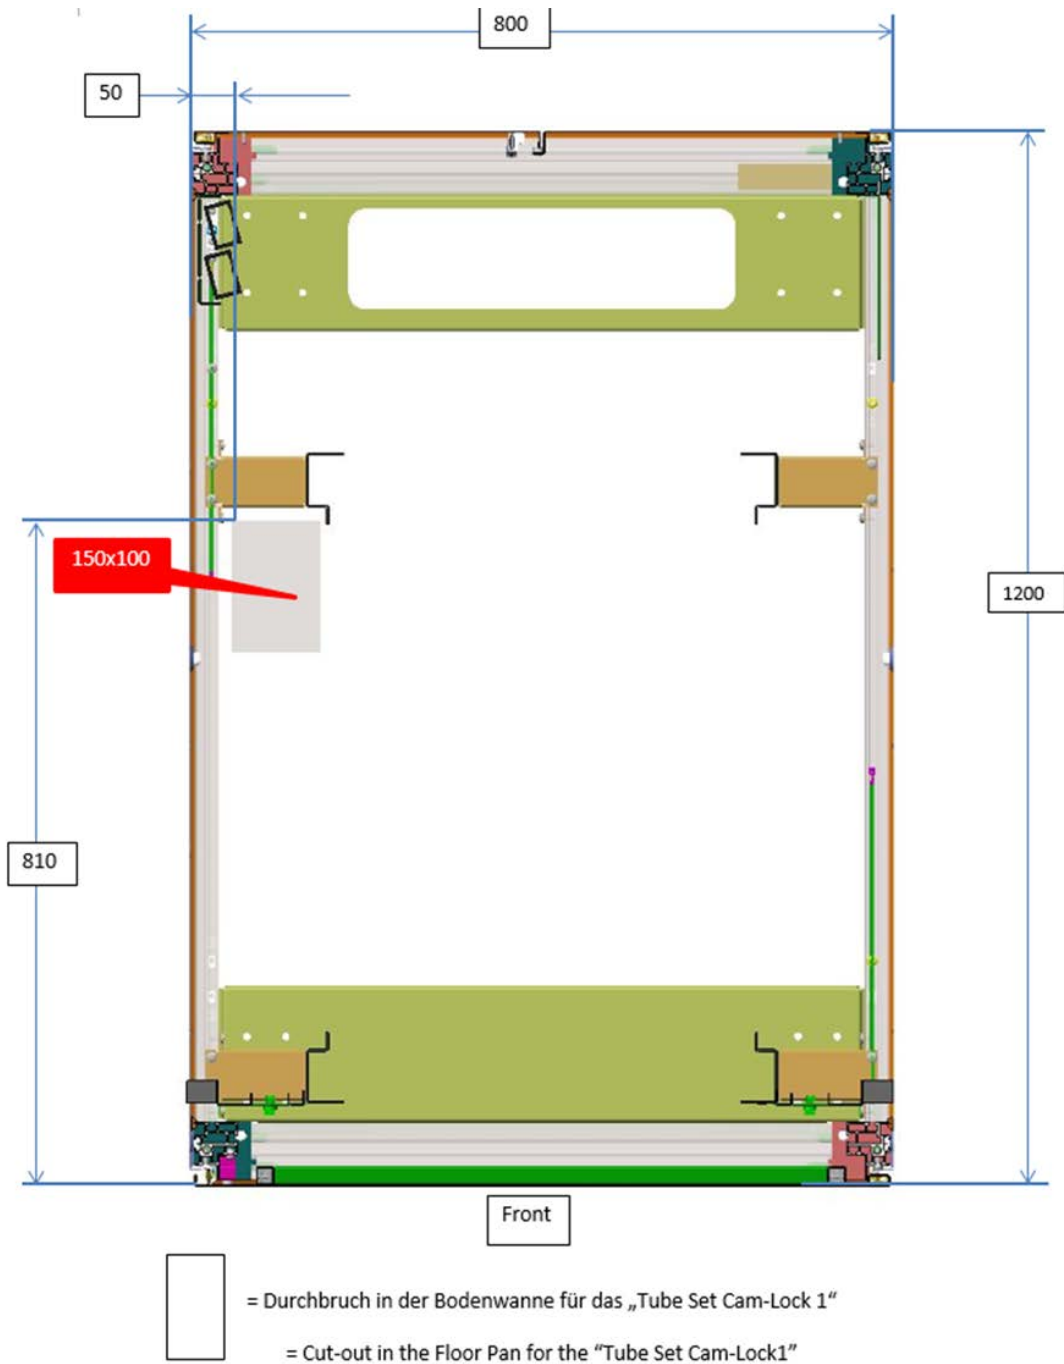 800
50
150x100
1200
810
Front
= Durchbruch in der Bodenwanne für das „Tube Set Cam-Lock 1“
= Cut-out in the Floor Pan for the “Tube Set Cam-Lock1”